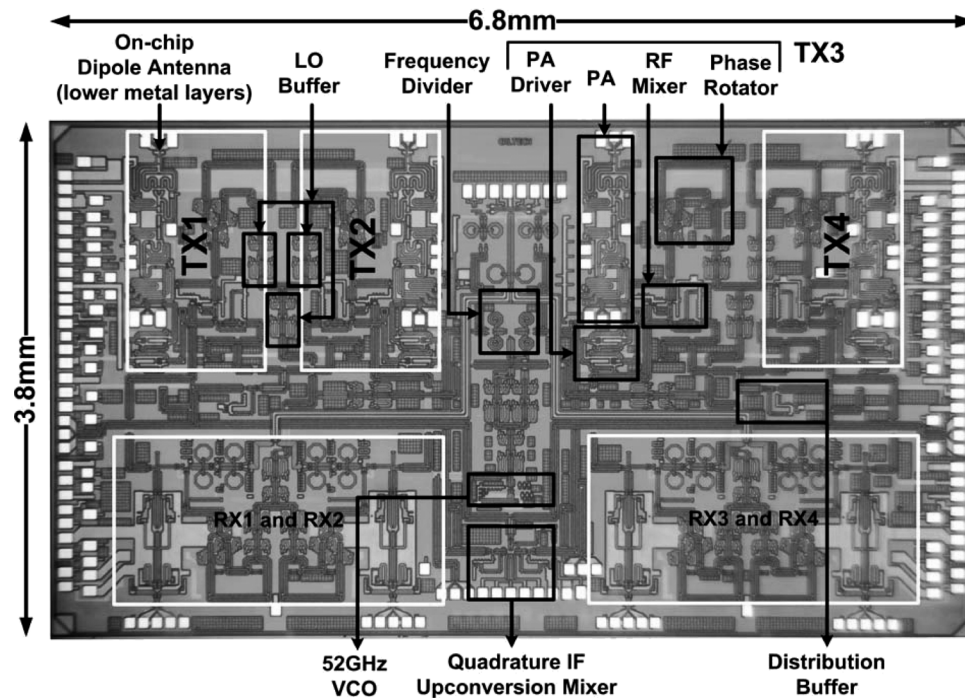 6.8mm
On-chip
Dipole Antenna
(lower metal layers)
LO
Buffer
Frequency
Divider
PA
Driver
PA
RF
Mixer
Phase
Rotator
TX3
CALTECH
TX1
TX2
TX4
3.8mm
RX1 and RX2
RX3 and RX4
52GHz
VCO
Quadrature IF
Upconversion Mixer
Distribution
Buffer